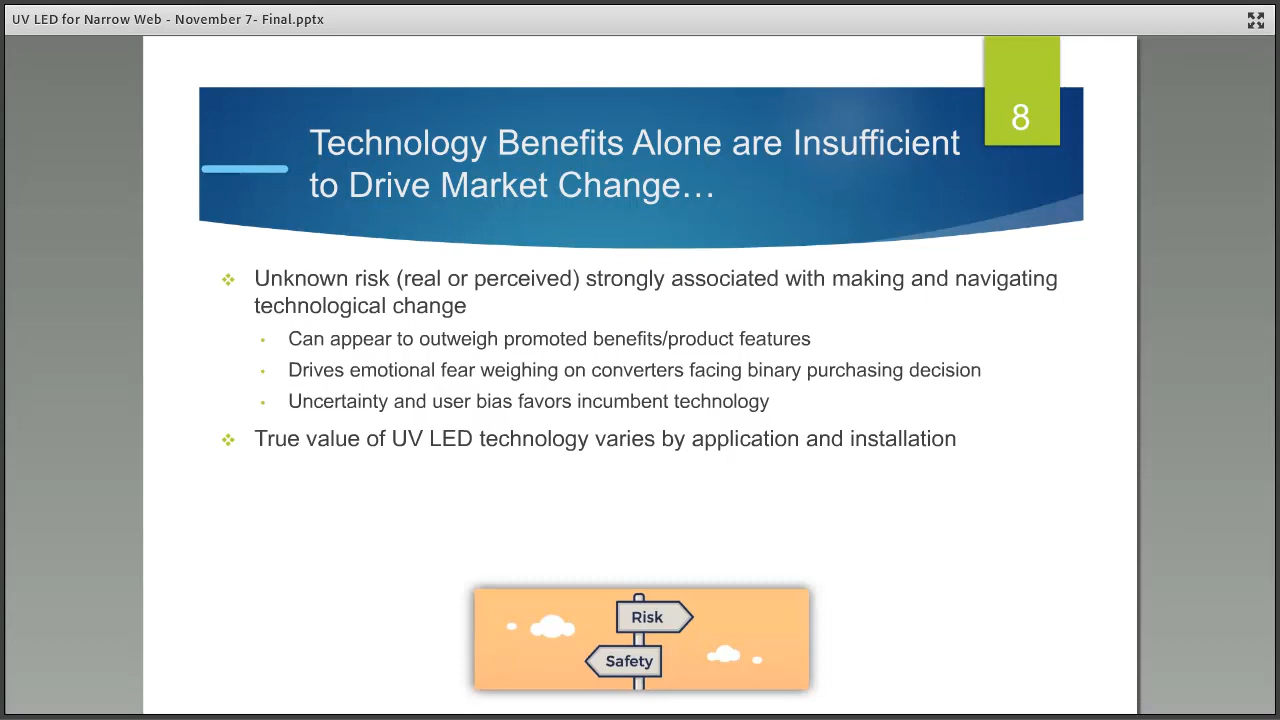 UV LED for Narrow Web - November 7- Final.pptx
8
Technology Benefits Alone are Insufficient
to Drive Market Change…
Unknown risk (real or perceived) strongly associated with making and navigating
technological change
Can appear to outweigh promoted benefits/product features
Drives emotional fear weighing on converters facing binary purchasing decision
Uncertainty and user bias favors incumbent technology
True value of UV LED technology varies by application and installation
Risk
Safety